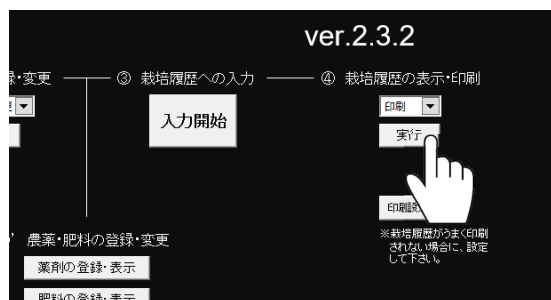 ver.2.3.2
録・変更
③ 栽培履歴への入力
④ 栽培履歴の表示・印刷
印刷
入力開始
実行
印刷設
※栽培履歴がうまく印刷
されない場合に、設定
して下さい。
農薬・肥料の登録・変更
薬剤の登録・表示
肥料の登録・表示